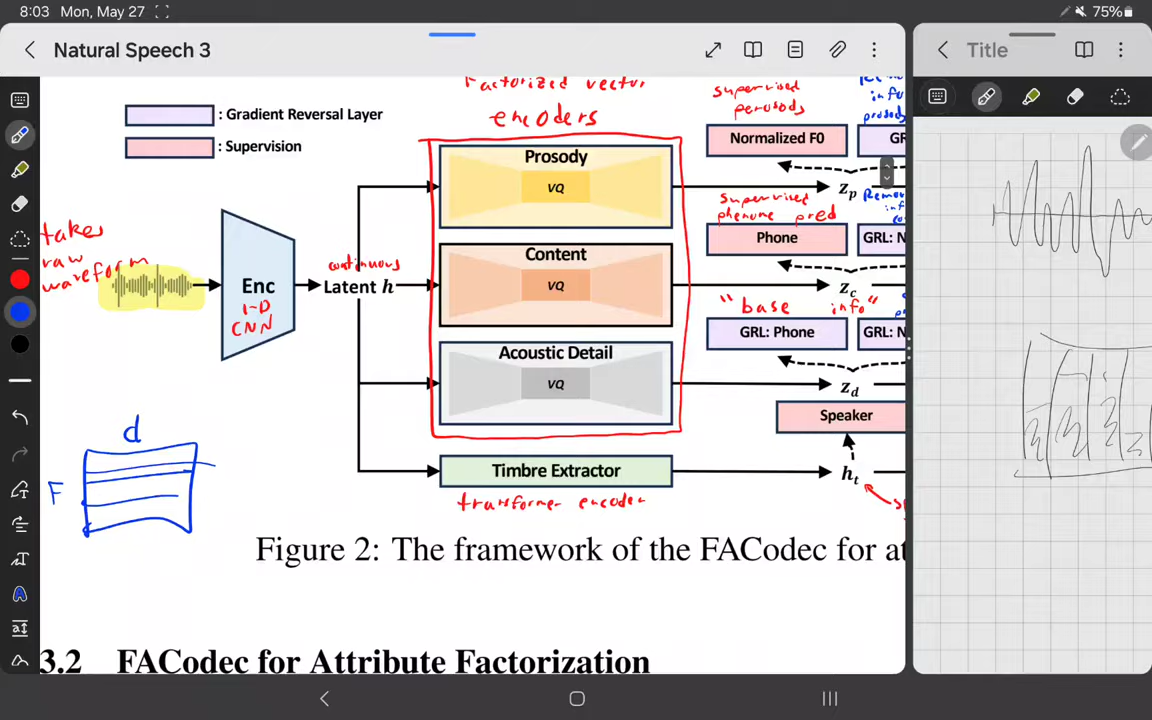 8:03 Mon, May 27
75%
Natural Speech 3
Title
Factorized vector
encoders
supervised
periods
: Gradient Reversal Layer
: Supervision
Prosody
VQ
Normalized F0
GR
z_p
takes
raw
waveform
Enc
1-D
CNN
continuous
Latent h
Content
VQ
supervised
phenome pred
Phone
GRL: N
z_c
"base info"
Acoustic Detail
VQ
GRL: Phone
GRL: N
z_d
Speaker
Timbre Extractor
h_t
transformer encoder
d
F
Figure 2: The framework of the FACodec for at
3.2 FACodec for Attribute Factorization